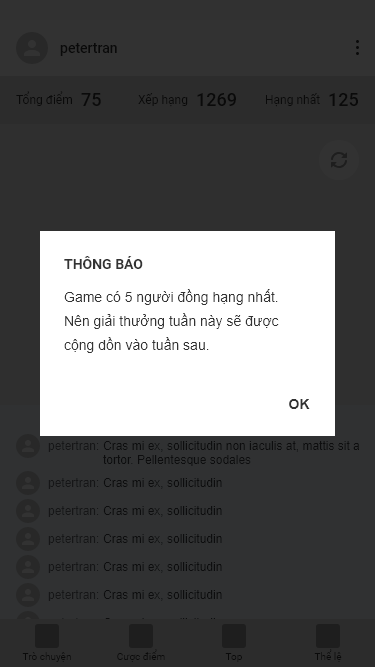 petertran
Tổng điểm 75 Xếp hạng 1269 Hạng nhất 125
THÔNG BÁO
Game có 5 người đồng hạng nhất.
Nên giải thưởng tuần này sẽ được
cộng dồn vào tuần sau.
OK
petertran: Cras mi ex, sollicitudin non iaculis at, mattis sit a
tortor. Pellentesque sodales
petertran: Cras mi ex, sollicitudin
petertran: Cras mi ex, sollicitudin
petertran: Cras mi ex, sollicitudin
petertran: Cras mi ex, sollicitudin
petertran: Cras mi ex, sollicitudin
Trò chuyện Cược điểm Top Thể lệ